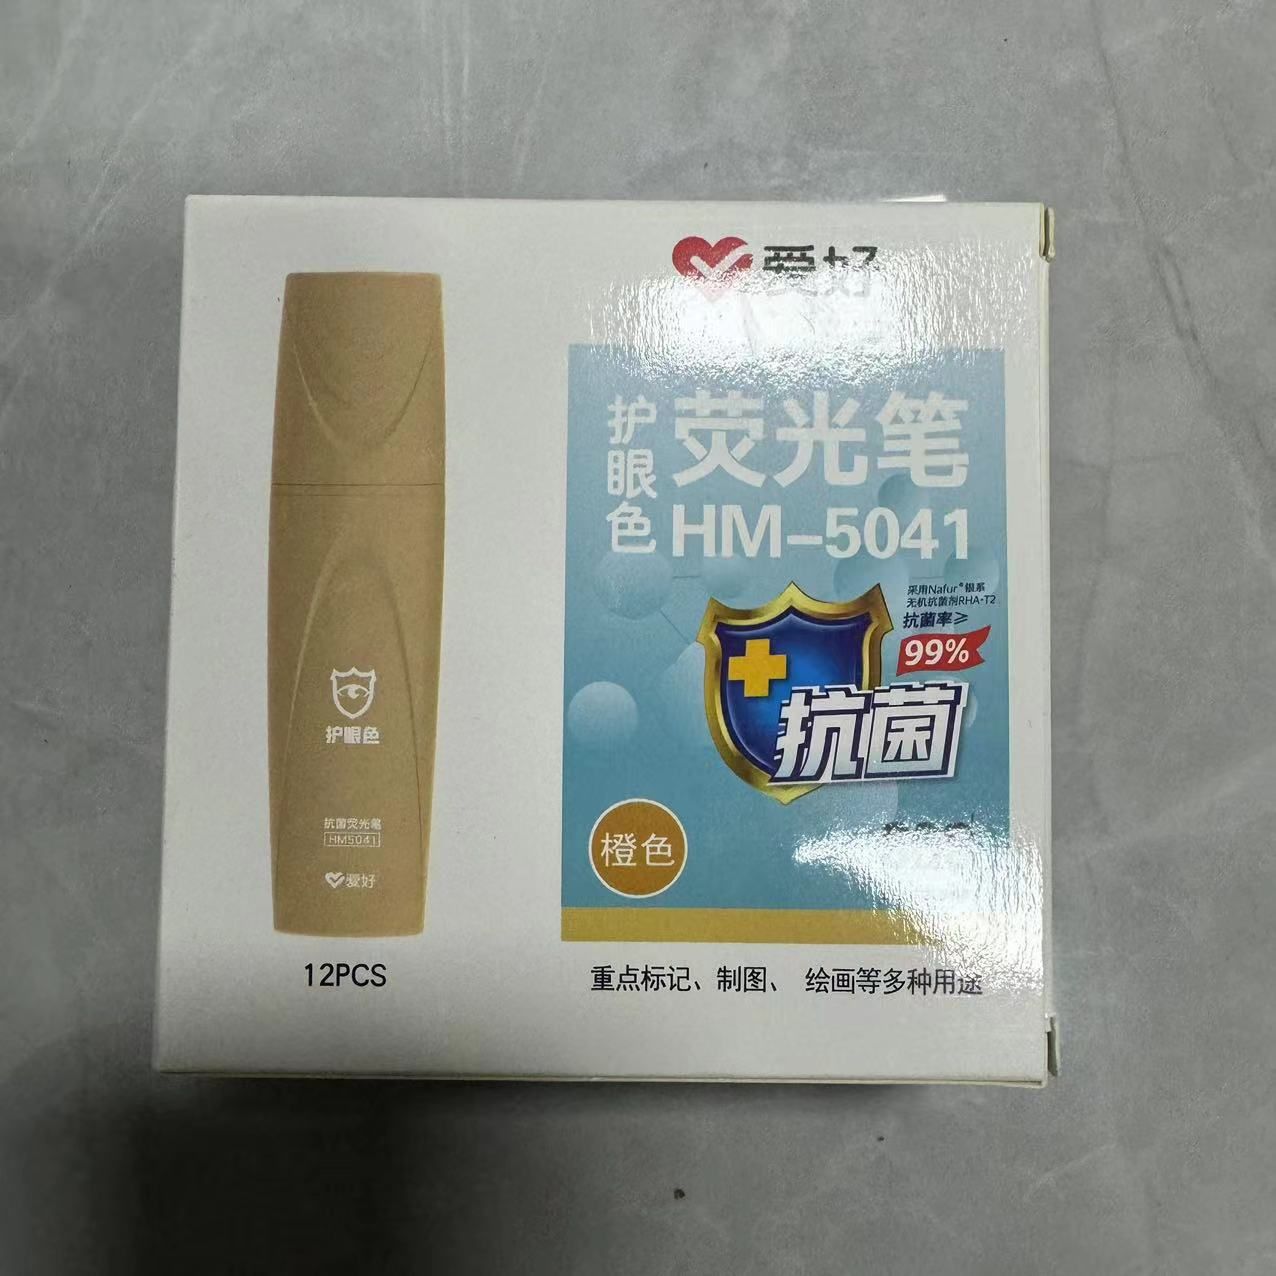 爱好
护眼色
荧光笔
HM-5041
采用Nafur®银系
无机抗菌剂RHA-T2
抗菌率≥
99%
抗菌
橙色
护眼色
抗菌荧光笔
HM5041
爱好
12PCS
重点标记、制图、 绘画等多种用途